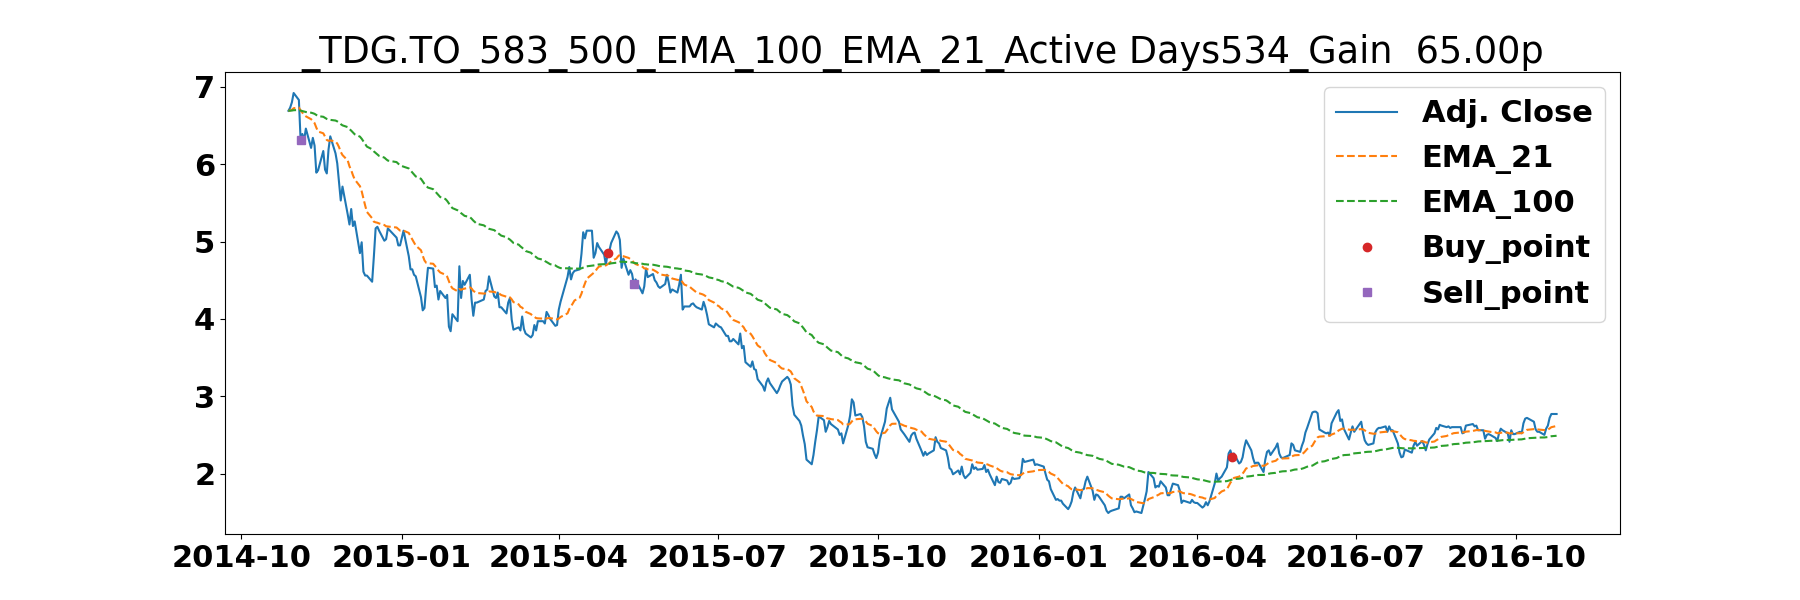 _TDG.TO_583_500_EMA_100_EMA_21_Active Days534_Gain  65.00p
7
6
5
4
3
2
Adj. Close
EMA_21
EMA_100
Buy_point
Sell_point
2014-10 2015-01 2015-04 2015-07 2015-10 2016-01 2016-04 2016-07 2016-10